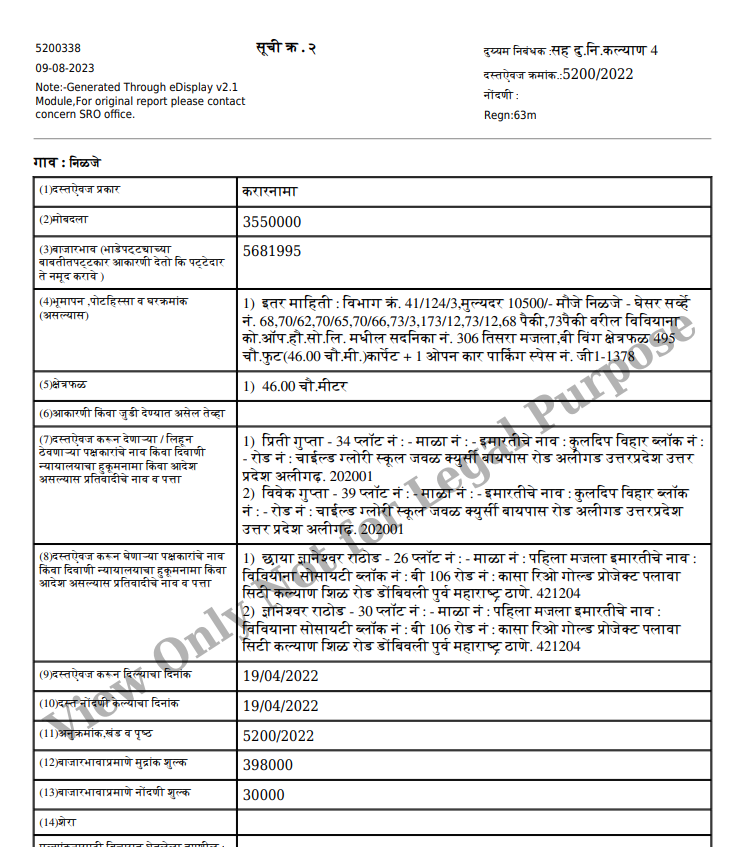 5200338
09-08-2023
Note:-Generated Through eDisplay v2.1
Module,For original report please contact
concern SRO office.
सूची क्र . २
दुय्यम निबंधक :सह दु.नि.कल्याण 4
दस्तऐवज क्रमांक.:5200/2022
नोंदणी :
Regn:63m
गाव : निळजे
(1)दस्तऐवज प्रकार
करारनामा
(2)मोबदला
3550000
(3)बाजारभाव (भाडेपट्टयाच्या
बाबतीतपट्टकार आकारणी देतो कि पट्टेदार
ते नमूद करावे )
5681995
(4)भूमापन ,पोटहिस्सा व घरक्रमांक
(असल्यास)
1) इतर माहिती : विभाग क्रं. 41/124/3,मुल्यदर 10500/- मौजे निळजे - घेसर सर्व्हे
नं. 68,70/62,70/65,70/66,73/3,173/12,73/12,68 पैकी,73पैकी वरील विवियाना
को.ऑप.हौ.सो.लि. मधील सदनिका नं. 306 तिसरा मजला,बी विंग क्षेत्रफळ 495
चौ.फुट(46.00 चौ.मी.)कार्पेट + 1 ओपन कार पार्किंग स्पेस नं. जी1-1378
(5)क्षेत्रफळ
1) 46.00 चौ.मीटर
(6)आकारणी किंवा जुडी देण्यात असेल तेव्हा
(7)दस्तऐवज करून देणाऱ्या / लिहून
ठेवणाऱ्या पक्षकारांचे नाव किंवा दिवाणी
न्यायालयाचा हुकूमनामा किंवा आदेश
असल्यास प्रतिवादीचे नाव व पत्ता
1) प्रिती गुप्ता - 34 प्लॉट नं : - माळा नं : - इमारतीचे नाव : कुलदिप विहार ब्लॉक नं :
- रोड नं : चाईल्ड ग्लोरी स्कूल जवळ क्युर्सी बायपास रोड अलीगड उत्तरप्रदेश उत्तर
प्रदेश अलीगढ़. 202001
2) विवेक गुप्ता - 39 प्लॉट नं : - माळा नं : - इमारतीचे नाव : कुलदिप विहार ब्लॉक
नं : - रोड नं : चाईल्ड ग्लोरी स्कूल जवळ क्युर्सी बायपास रोड अलीगड उत्तरप्रदेश
उत्तर प्रदेश अलीगढ़. 202001
(8)दस्तऐवज करून घेणाऱ्या पक्षकारांचे नाव
किंवा दिवाणी न्यायालयाचा हुकूमनामा किंवा
आदेश असल्यास प्रतिवादीचे नाव व पत्ता
1) छाया ज्ञानेश्वर राठोड - 26 प्लॉट नं : - माळा नं : पहिला मजला इमारतीचे नाव :
विवियाना सोसायटी ब्लॉक नं : बी 106 रोड नं : कासा रिओ गोल्ड प्रोजेक्ट पलावा
सिटी कल्याण शिळ रोड डोंबिवली पुर्व महाराष्ट्र ठाणे. 421204
2) ज्ञानेश्वर राठोड - 30 प्लॉट नं : - माळा नं : पहिला मजला इमारतीचे नाव :
विवियाना सोसायटी ब्लॉक नं : बी 106 रोड नं : कासा रिओ गोल्ड प्रोजेक्ट पलावा
सिटी कल्याण शिळ रोड डोंबिवली पुर्व महाराष्ट्र ठाणे. 421204
(9)दस्तऐवज करून दिल्याचा दिनांक
19/04/2022
(10)दस्त नोंदणी केल्याचा दिनांक
19/04/2022
(11)अनुक्रमांक,खंड व पृष्ठ
5200/2022
(12)बाजारभावाप्रमाणे मुद्रांक शुल्क
398000
(13)बाजारभावाप्रमाणे नोंदणी शुल्क
30000
(14)शेरा
View Only Not for Legal Purpose